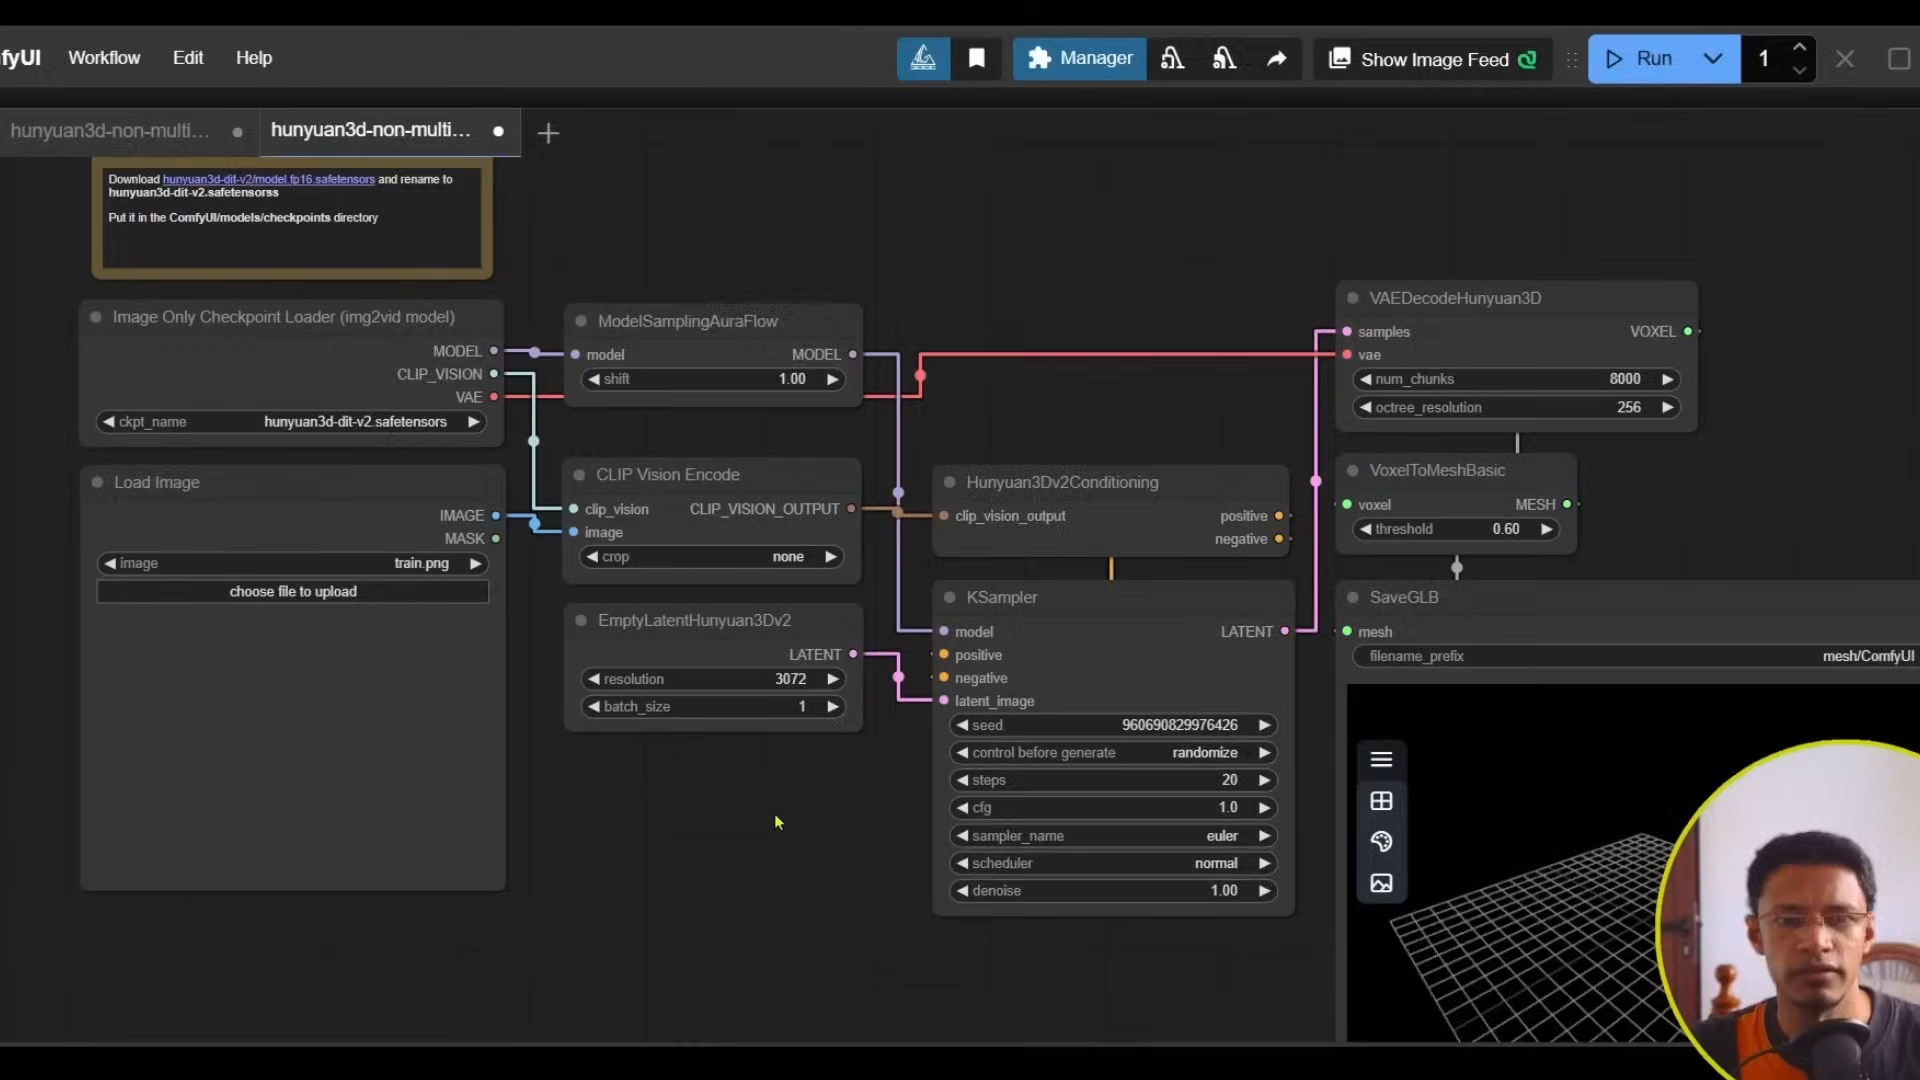 fyUI
Workflow
Edit
Help
Manager
Show Image Feed
Run
1
hunyuan3d-non-multi...
hunyuan3d-non-multi...
Download hunyuan3d-dit-v2/model.fp16.safetensors and rename to
hunyuan3d-dit-v2.safetensorss
Put it in the ComfyUI/models/checkpoints directory
Image Only Checkpoint Loader (img2vid model)
MODEL
CLIP_VISION
VAE
ckpt_name hunyuan3d-dit-v2.safetensors
Load Image
IMAGE
MASK
image train.png
choose file to upload
ModelSamplingAuraFlow
model MODEL
shift 1.00
CLIP Vision Encode
clip_vision CLIP_VISION_OUTPUT
image
crop none
EmptyLatentHunyuan3Dv2
LATENT
resolution 3072
batch_size 1
Hunyuan3Dv2Conditioning
clip_vision_output positive
negative
KSampler
model LATENT
positive
negative
latent_image
seed 960690829976426
control before generate randomize
steps 20
cfg 1.0
sampler_name euler
scheduler normal
denoise 1.00
VAEDecodeHunyuan3D
samples VOXEL
vae
num_chunks 8000
octree_resolution 256
VoxelToMeshBasic
voxel MESH
threshold 0.60
SaveGLB
mesh
filename_prefix mesh/ComfyUI